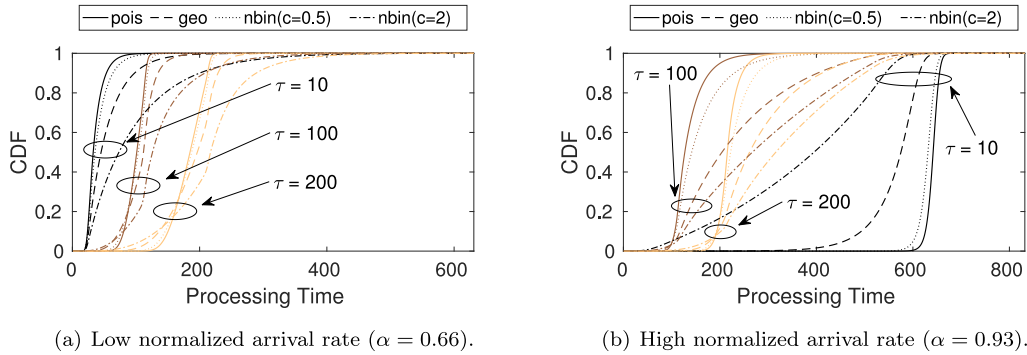 pois geo nbin(c=0.5) nbin(c=2)
1
0.8
0.6
0.4
0.2
0
CDF
τ = 10
τ = 100
τ = 200
0 200 400 600
Processing Time
(a) Low normalized arrival rate (α = 0.66).
pois geo nbin(c=0.5) nbin(c=2)
1
0.8
0.6
0.4
0.2
0
CDF
τ = 100
τ = 10
τ = 200
0 200 400 600 800
Processing Time
(b) High normalized arrival rate (α = 0.93).